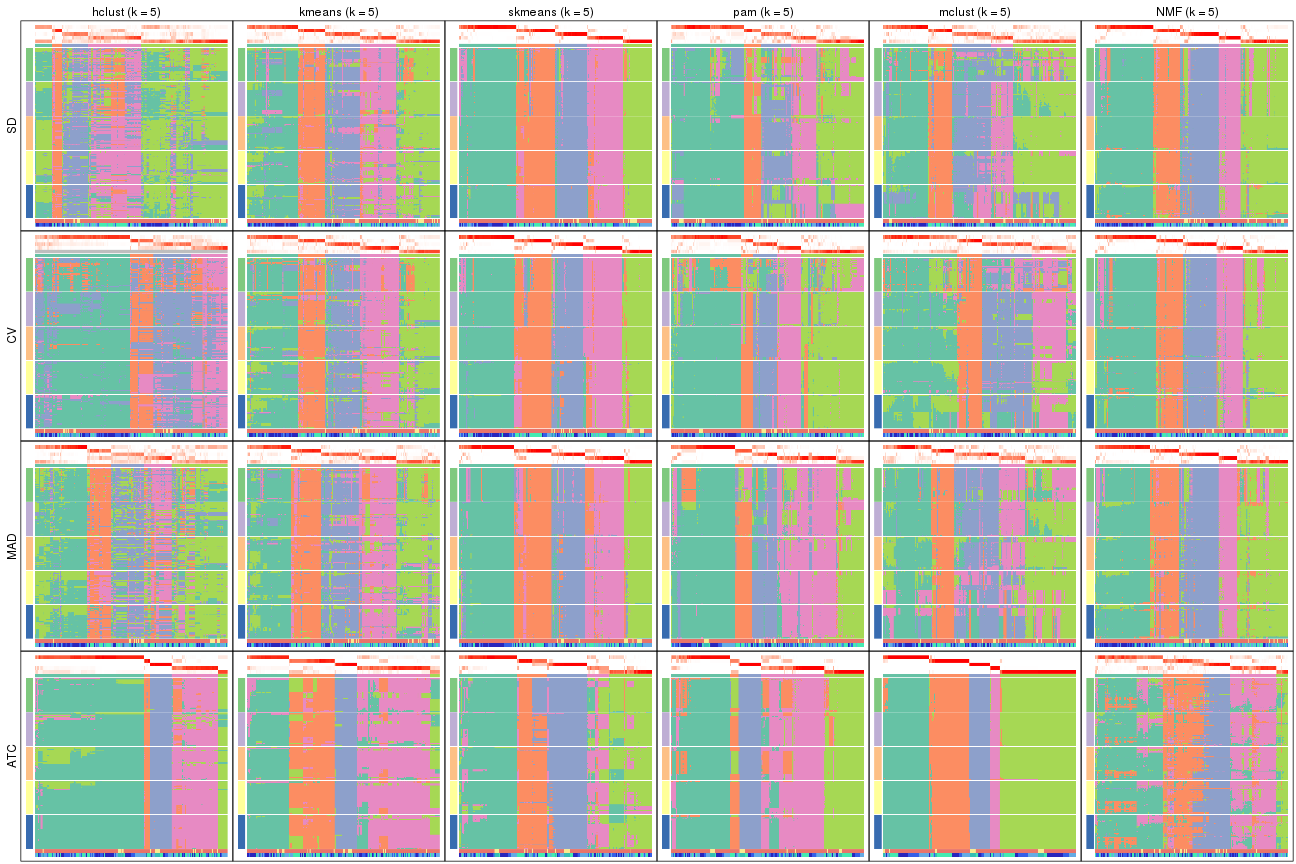 hclust (k = 5)
kmeans (k = 5)
skmeans (k = 5)
pam (k = 5)
mclust (k = 5)
NMF (k = 5)
SD
CV
MAD
ATC